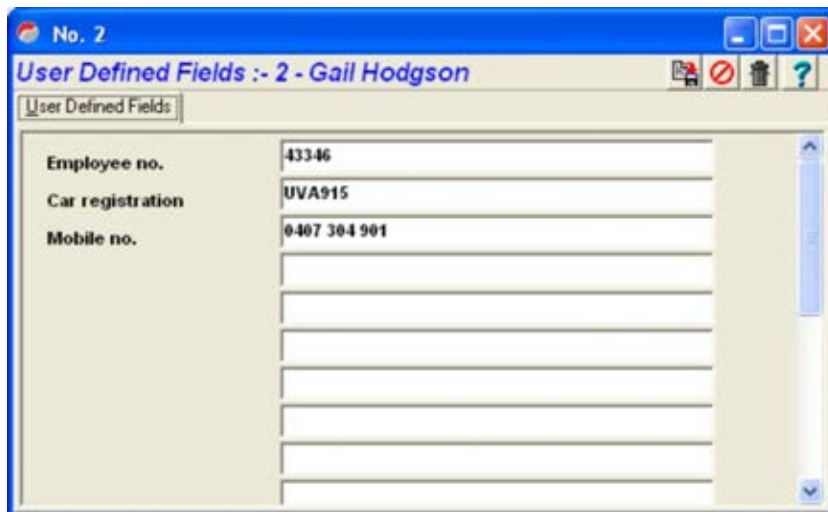 No. 2
User Defined Fields :- 2 - Gail Hodgson
?
User Defined Fields
Employee no. 43346
Car registration UVA915
Mobile no. 0407 304 901